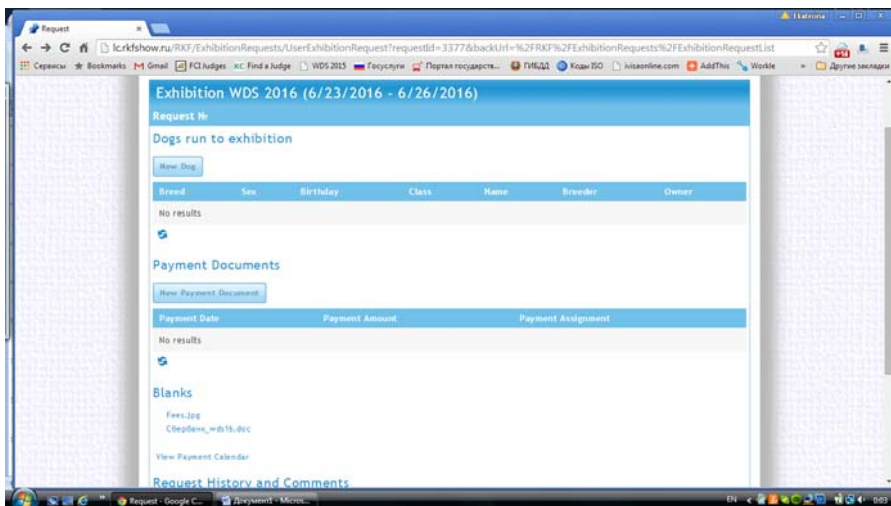 Request
lc.rkfshow.ru/RKF/ExhibitionRequests/UserExhibitionRequest?requestId=3377&backUrl=%2FRKF%2FExhibitionRequests%2FExhibitionRequestList
Сервисы Bookmarks Gmail FCI Judges KC Find a Judge WDS 2015 Госуслуги Портал государств... ГИБДД Коды ISO ivisaonline.com AddThis Workle » Другие закладки
Exhibition WDS 2016 (6/23/2016 - 6/26/2016)
Request №
Dogs run to exhibition
New Dog
Breed Sex Birthday Class Name Breeder Owner
No results
Payment Documents
New Payment Document
Payment Date Payment Amount Payment Assignment
No results
Blanks
Fees.jpg
Сбербанк_wds16.doc
View Payment Calendar
Request History and Comments
Request - Google C... Документ1 - Micros... EN 0:03